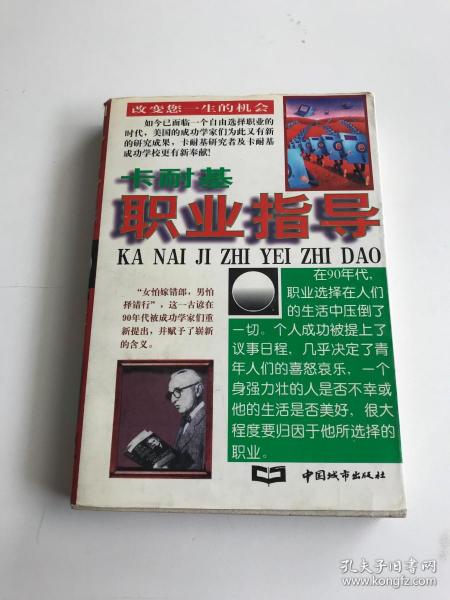 改变您一生的机会
如今已面临一个自由选择职业的
时代，美国的成功学家们为此又有新
的研究成果，卡耐基研究者及卡耐基
成功学校更有新奉献!
卡耐基
职业指导
KA NAI JI ZHI YEI ZHI DAO
“女怕嫁错郎，男怕
择错行”，这一古谚在
90年代被成功学家们重
新提出，并赋予了崭新
的含义。
在90年代，
职业选择在人们
的生活中压倒了
一切。个人成功被提上了
议事日程，几乎决定了青
年人们的喜怒哀乐，一个
身强力壮的人是否不幸或
他的生活是否美好，很大
程度要归因于他所选择的
职业。
中国城市出版社
孔夫子旧书网
www.kongfz.com